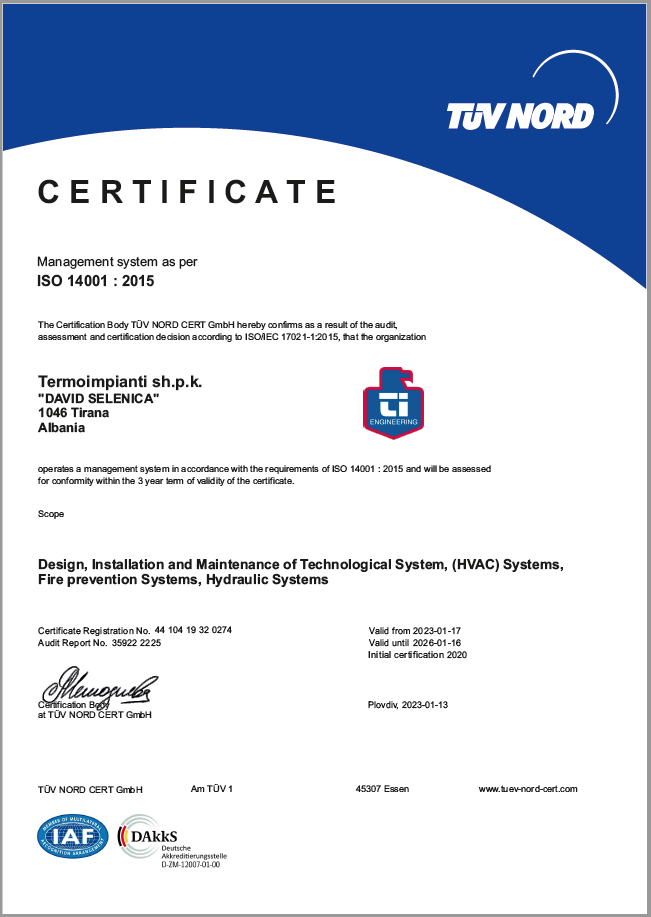 TÜV NORD
CERTIFICATE
Management system as per
ISO 14001 : 2015
The Certification Body TÜV NORD CERT GmbH hereby confirms as a result of the audit,
assessment and certification decision according to ISO/IEC 17021-1:2015, that the organization
Termoimpianti sh.p.k.
"DAVID SELENICA"
1046 Tirana
Albania
ti
ENGINEERING
operates a management system in accordance with the requirements of ISO 14001 : 2015 and will be assessed
for conformity within the 3 year term of validity of the certificate.
Scope
Design, Installation and Maintenance of Technological System, (HVAC) Systems,
Fire prevention Systems, Hydraulic Systems
Certificate Registration No. 44 104 19 32 0274
Audit Report No. 35922 2225
Valid from 2023-01-17
Valid until 2026-01-16
Initial certification 2020
Certification Body
at TÜV NORD CERT GmbH
Plovdiv, 2023-01-13
TÜV NORD CERT GmbH Am TÜV 1 45307 Essen www.tuev-nord-cert.com
MEMBER OF MULTILATERAL
IAF
RECOGNITION ARRANGEMENT
DAkkS
Deutsche
Akkreditierungsstelle
D-ZM-12007-01-00